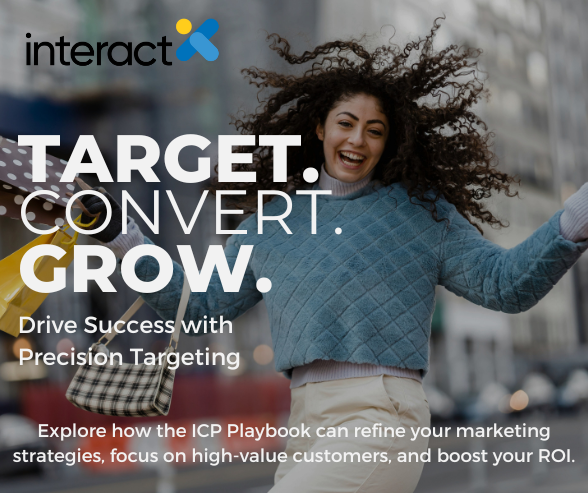 interact
TARGET.
CONVERT.
GROW.
Drive Success with
Precision Targeting
Explore how the ICP Playbook can refine your marketing
strategies, focus on high-value customers, and boost your ROI.